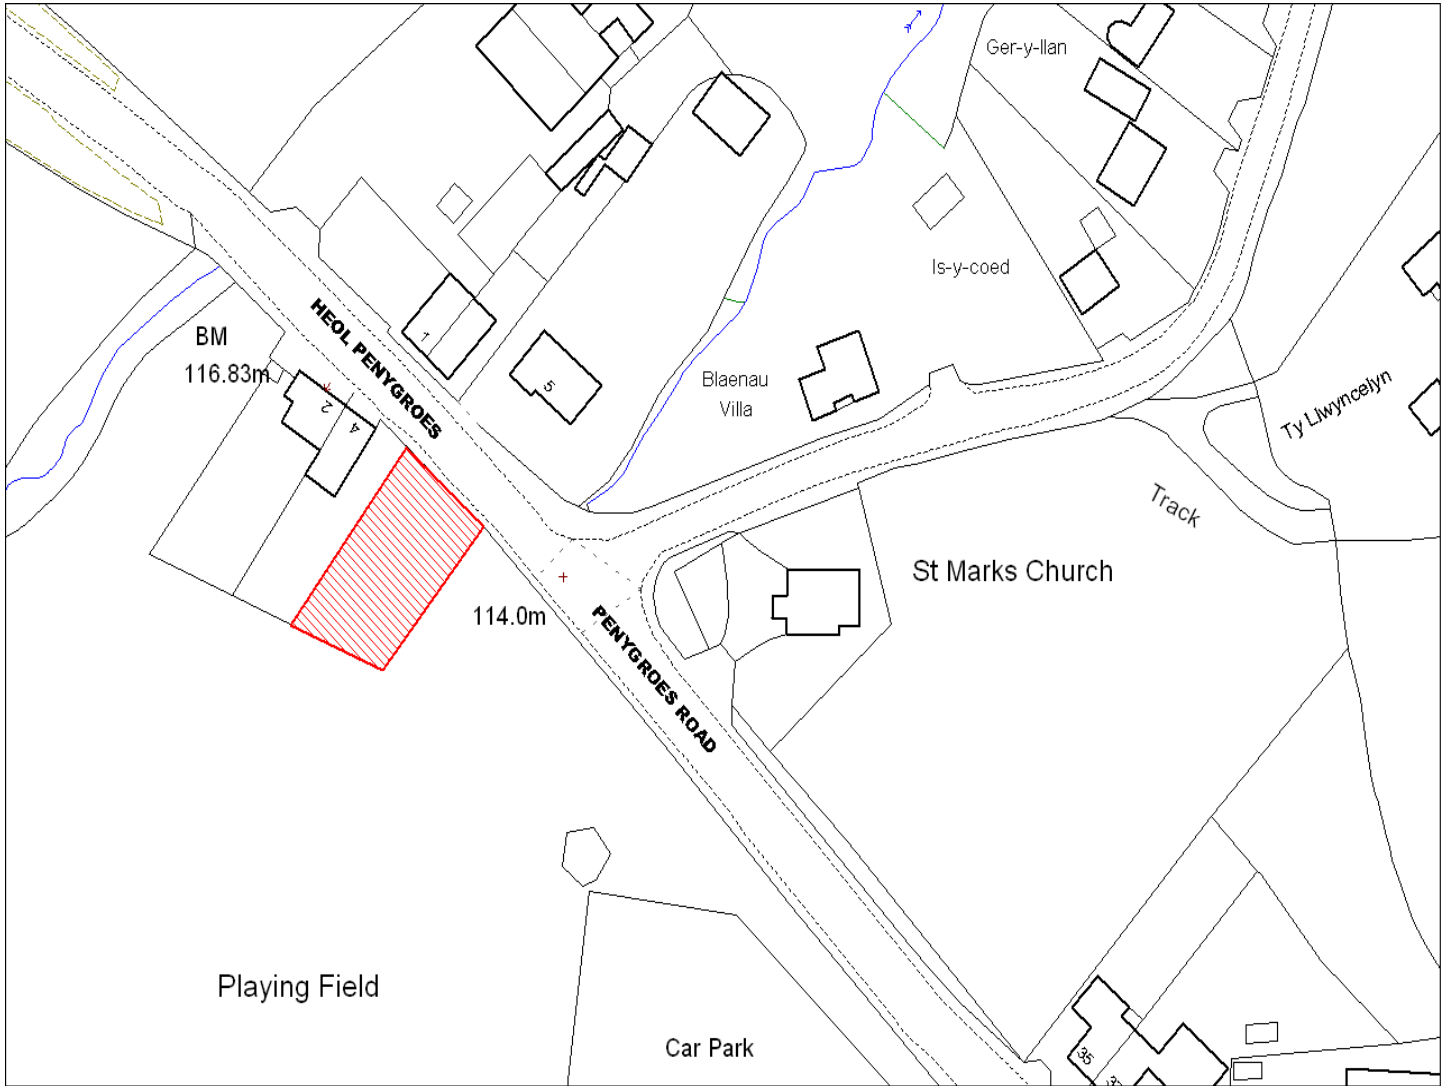 Ger-y-llan
Is-y-coed
HEOL PENYGROES
BM
116.83m
1
5
2
4
Blaenau
Villa
Ty Llwyncelyn
Track
St Marks Church
114.0m
PENYGROES ROAD
Playing Field
Car Park
35